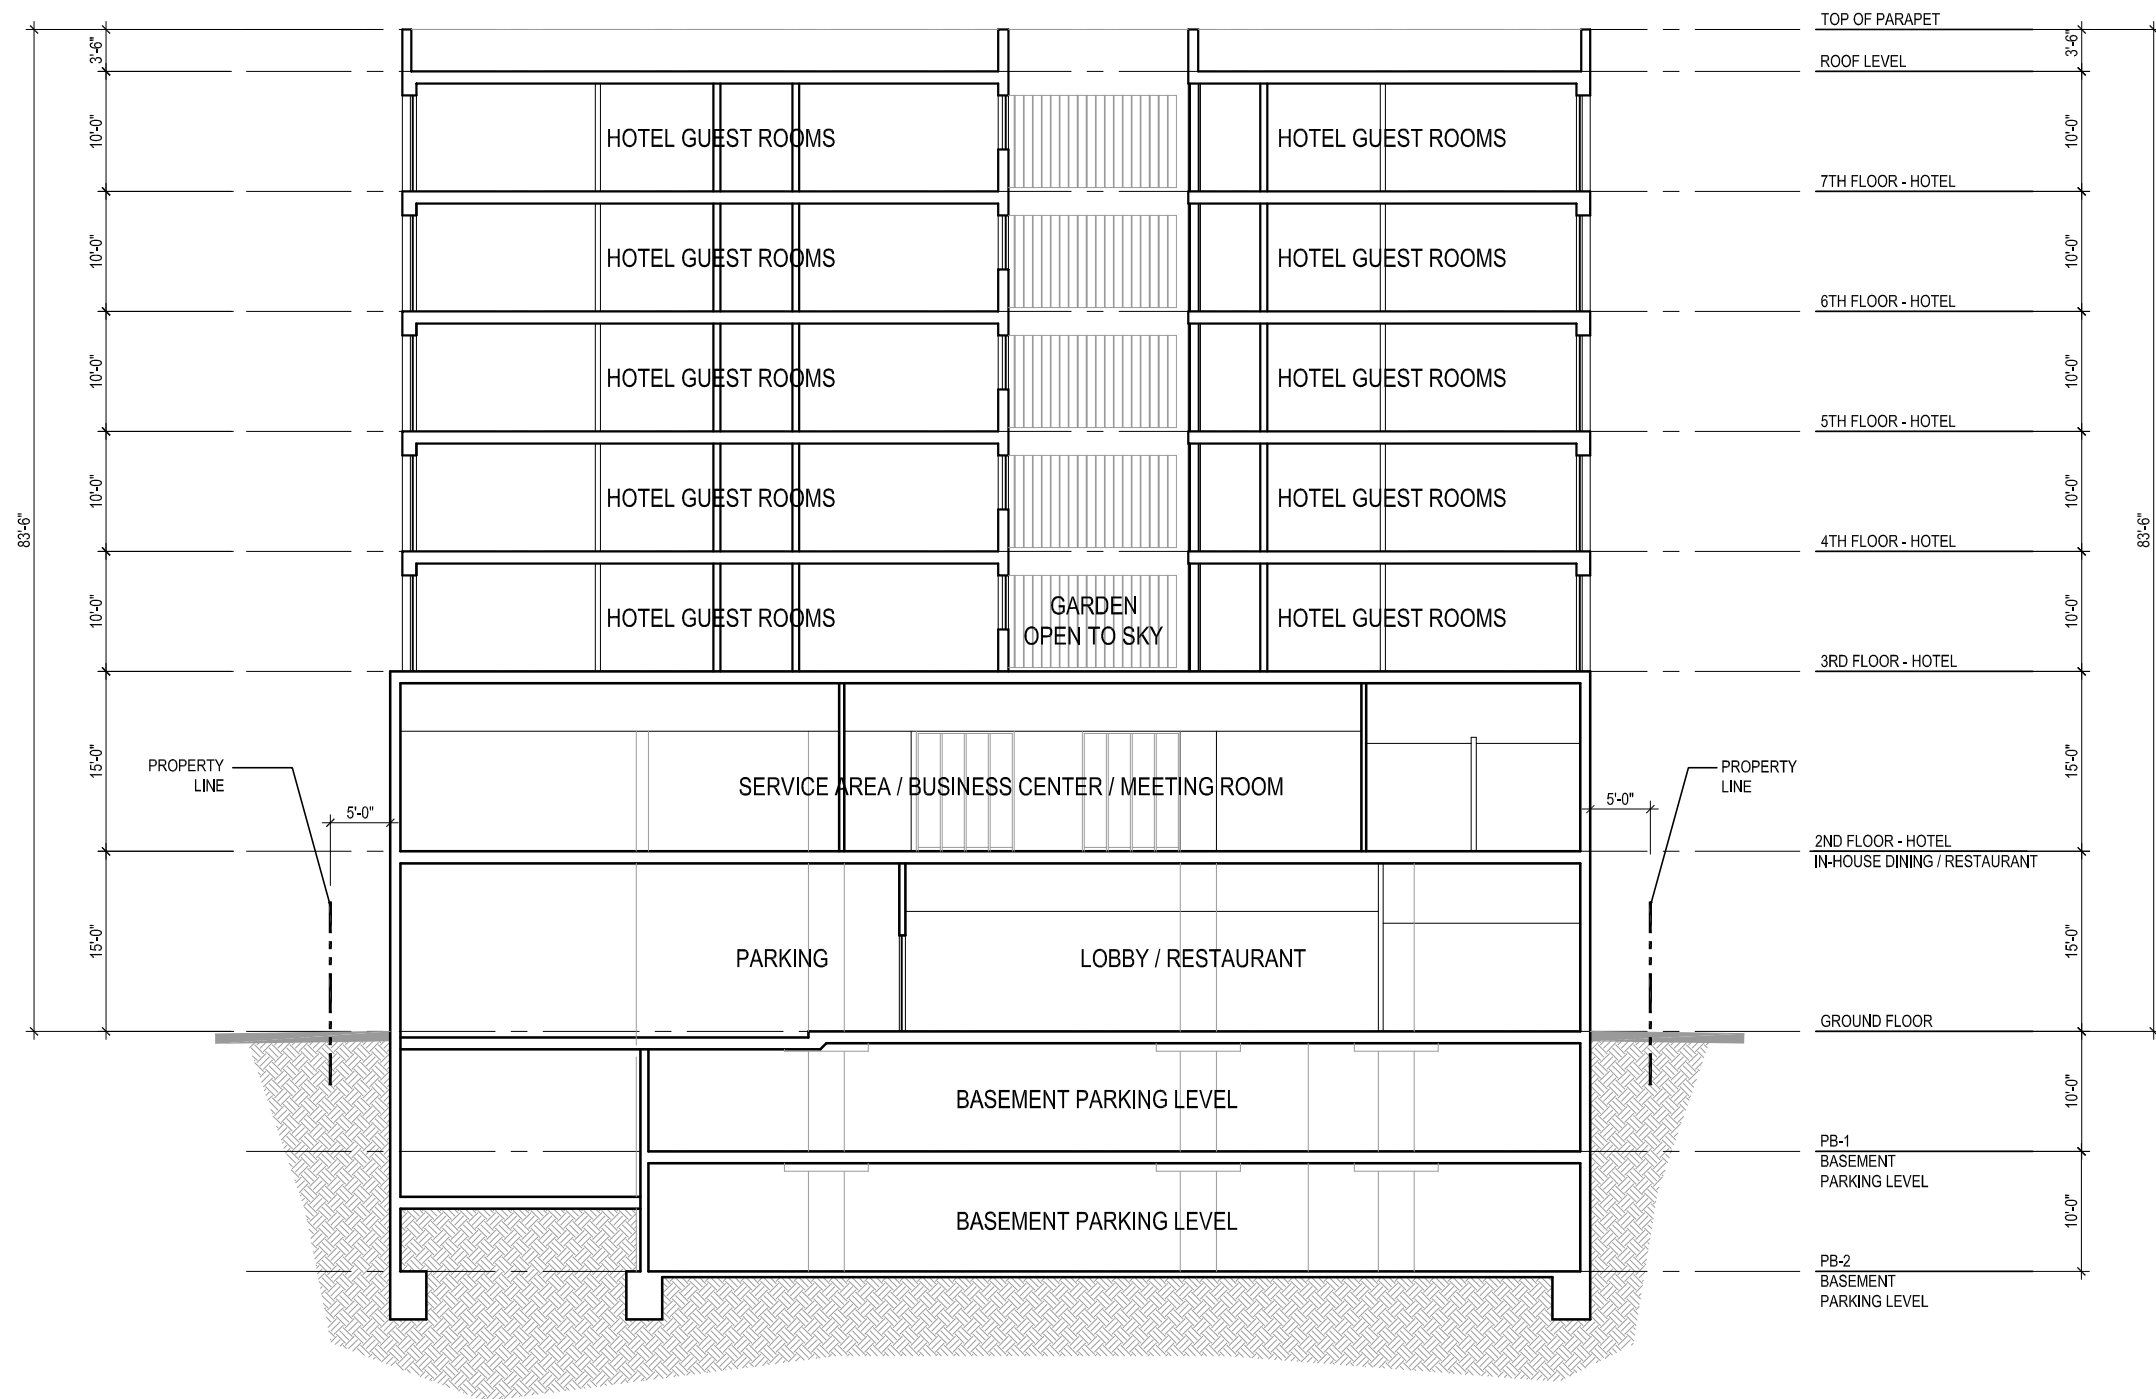 TOP OF PARAPET
3'-6"
3'-6"
ROOF LEVEL
10'-0"
HOTEL GUEST ROOMS
HOTEL GUEST ROOMS
10'-0"
7TH FLOOR - HOTEL
10'-0"
HOTEL GUEST ROOMS
HOTEL GUEST ROOMS
10'-0"
6TH FLOOR - HOTEL
10'-0"
HOTEL GUEST ROOMS
HOTEL GUEST ROOMS
10'-0"
5TH FLOOR - HOTEL
10'-0"
HOTEL GUEST ROOMS
HOTEL GUEST ROOMS
10'-0"
83'-6"
83'-6"
4TH FLOOR - HOTEL
10'-0"
HOTEL GUEST ROOMS
GARDEN
OPEN TO SKY
HOTEL GUEST ROOMS
10'-0"
3RD FLOOR - HOTEL
15'-0"
PROPERTY
LINE
5'-0"
SERVICE AREA / BUSINESS CENTER / MEETING ROOM
5'-0"
PROPERTY
LINE
15'-0"
2ND FLOOR - HOTEL
IN-HOUSE DINING / RESTAURANT
15'-0"
PARKING
LOBBY / RESTAURANT
15'-0"
GROUND FLOOR
BASEMENT PARKING LEVEL
10'-0"
PB-1
BASEMENT
PARKING LEVEL
BASEMENT PARKING LEVEL
10'-0"
PB-2
BASEMENT
PARKING LEVEL